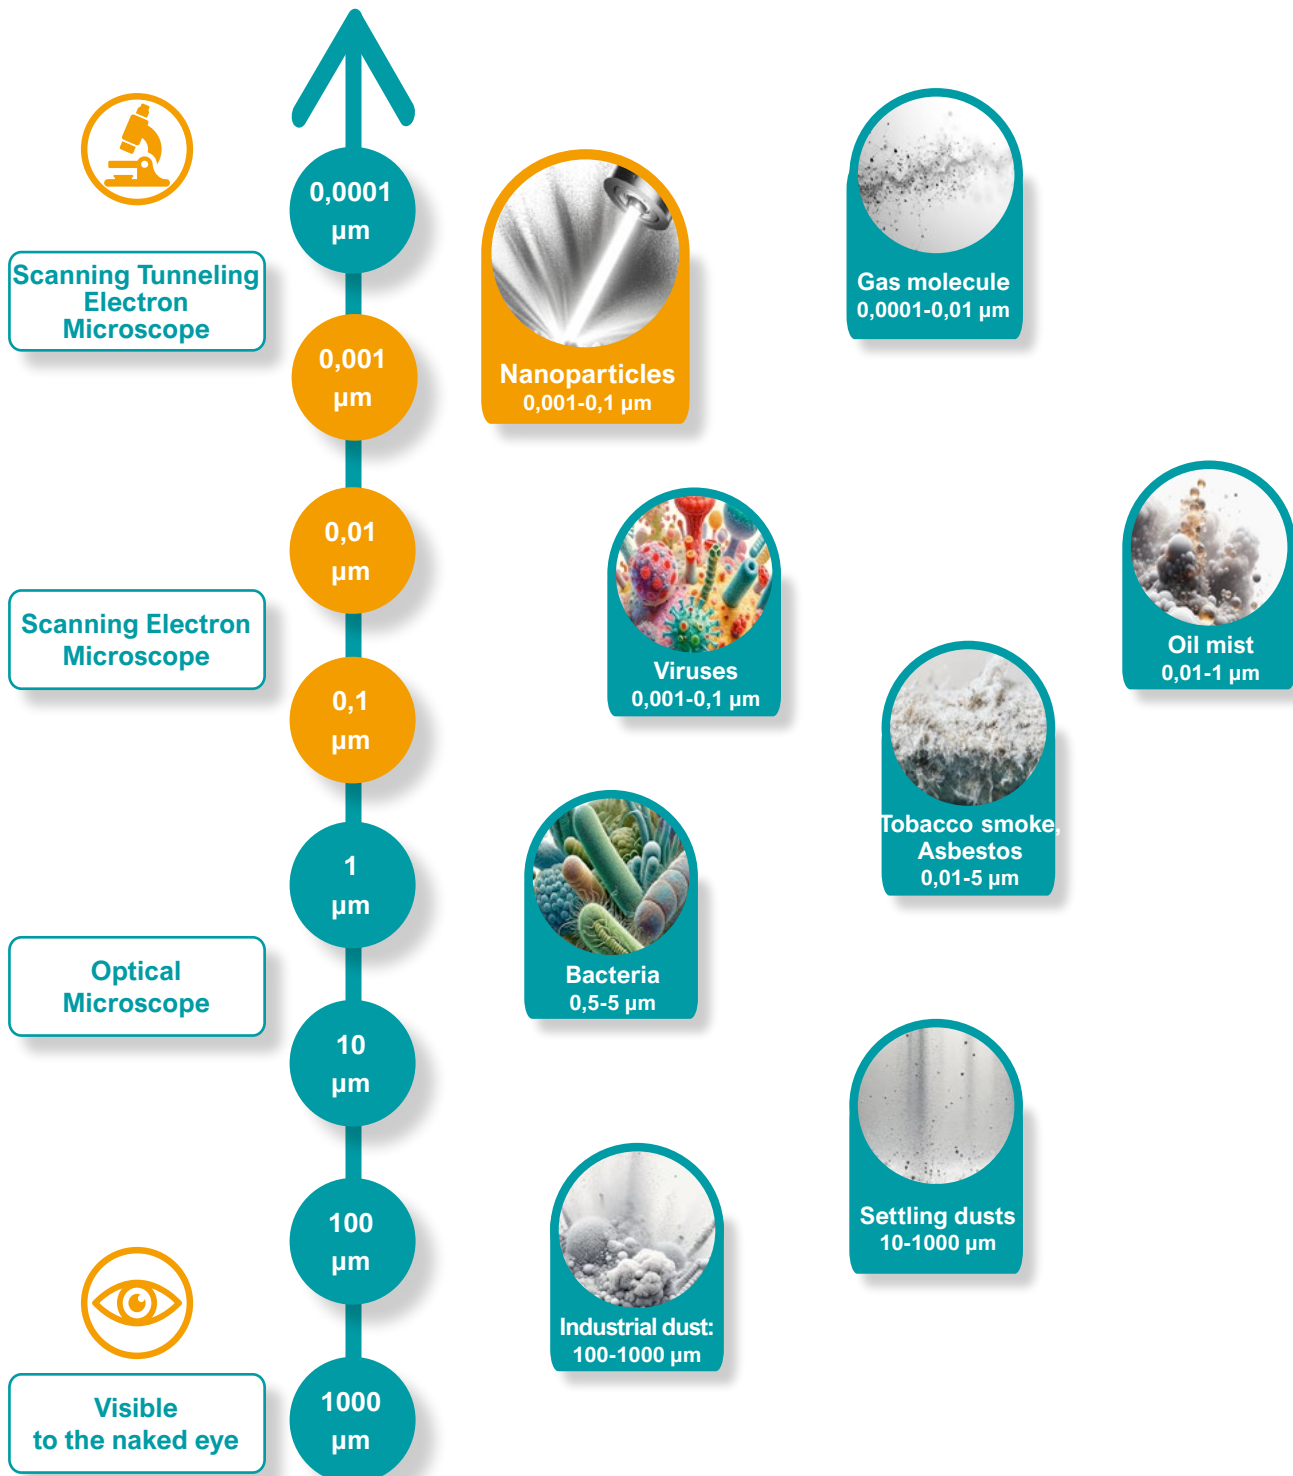 0,0001
µm
Scanning Tunneling
Electron
Microscope
0,001
µm
Nanoparticles
0,001-0,1 µm
Gas molecule
0,0001-0,01 µm
0,01
µm
Scanning Electron
Microscope
0,1
µm
Viruses
0,001-0,1 µm
Oil mist
0,01-1 µm
Tobacco smoke,
Asbestos
0,01-5 µm
1
µm
Bacteria
0,5-5 µm
Optical
Microscope
10
µm
Settling dusts
10-1000 µm
100
µm
Industrial dust:
100-1000 µm
Visible
to the naked eye
1000
µm